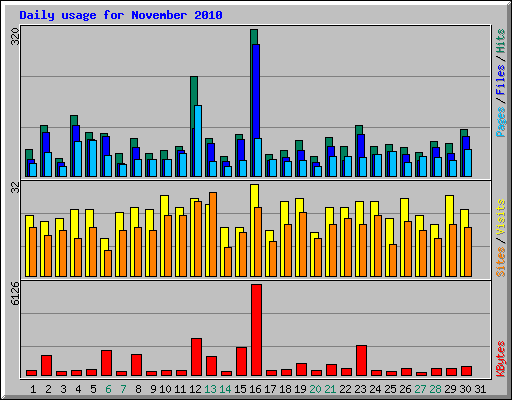 Daily usage for November 2010
320
Pages / Files / Hits
32
Sites / Visits
6126
KBytes
1 2 3 4 5 6 7 8 9 10 11 12 13 14 15 16 17 18 19 20 21 22 23 24 25 26 27 28 29 30 31